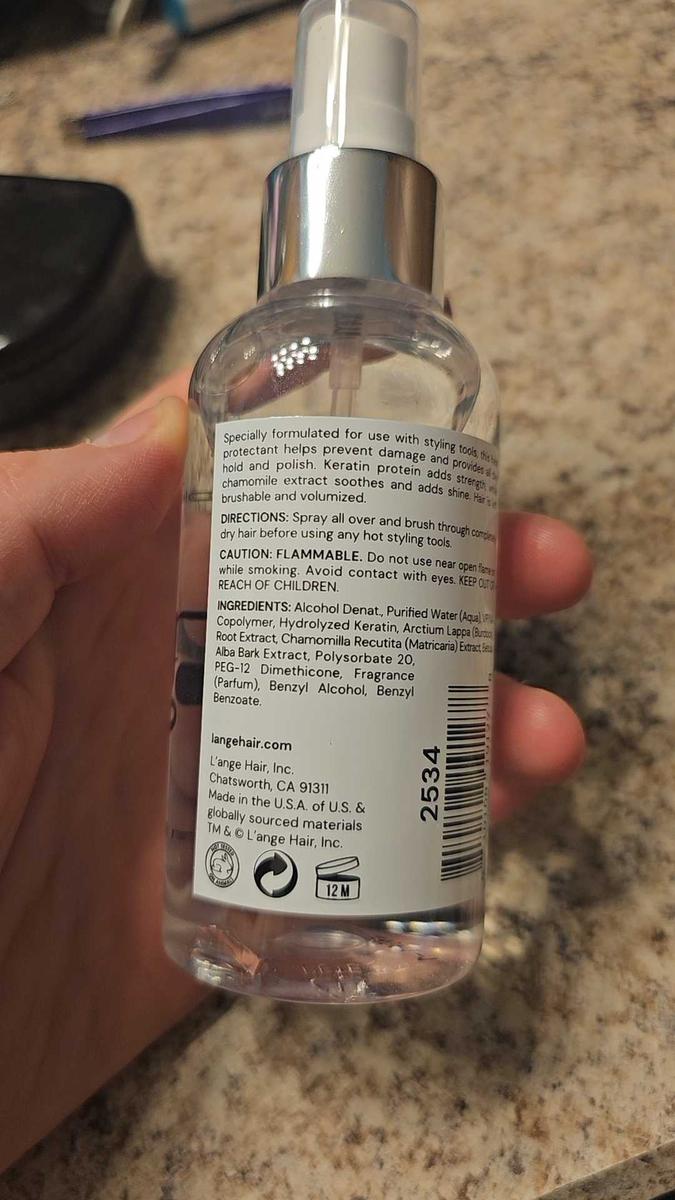 Specially formulated for use with styling tools, this
protectant helps prevent damage and provides
hold and polish. Keratin protein adds strength,
chamomile extract soothes and adds shine. Hair is
brushable and volumized.
DIRECTIONS: Spray all over and brush through
dry hair before using any hot styling tools.
CAUTION: FLAMMABLE. Do not use near open flame
while smoking. Avoid contact with eyes. KEEP OUT OF
REACH OF CHILDREN.
INGREDIENTS: Alcohol Denat., Purified Water (Aqua),
Copolymer, Hydrolyzed Keratin, Arctium Lappa
Root Extract, Chamomilla Recutita (Matricaria) Extract,
Alba Bark Extract, Polysorbate 20,
PEG-12 Dimethicone, Fragrance
(Parfum), Benzyl Alcohol, Benzyl
Benzoate.
langehair.com
L'ange Hair, Inc.
Chatsworth, CA 91311
Made in the U.S.A. of U.S. &
globally sourced materials
TM & © L'ange Hair, Inc.
12 M
2534